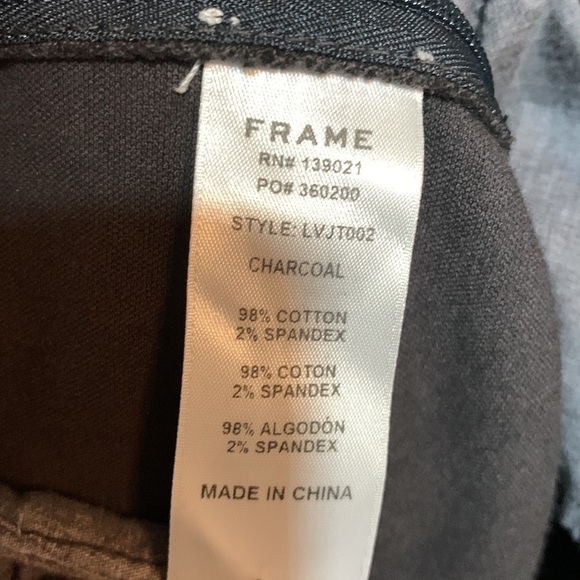 FRAME
RN# 139021
PO# 360200
STYLE: LVJT002
CHARCOAL
98% COTTON
2% SPANDEX
98% COTON
2% SPANDEX
98% ALGODÓN
2% SPANDEX
MADE IN CHINA